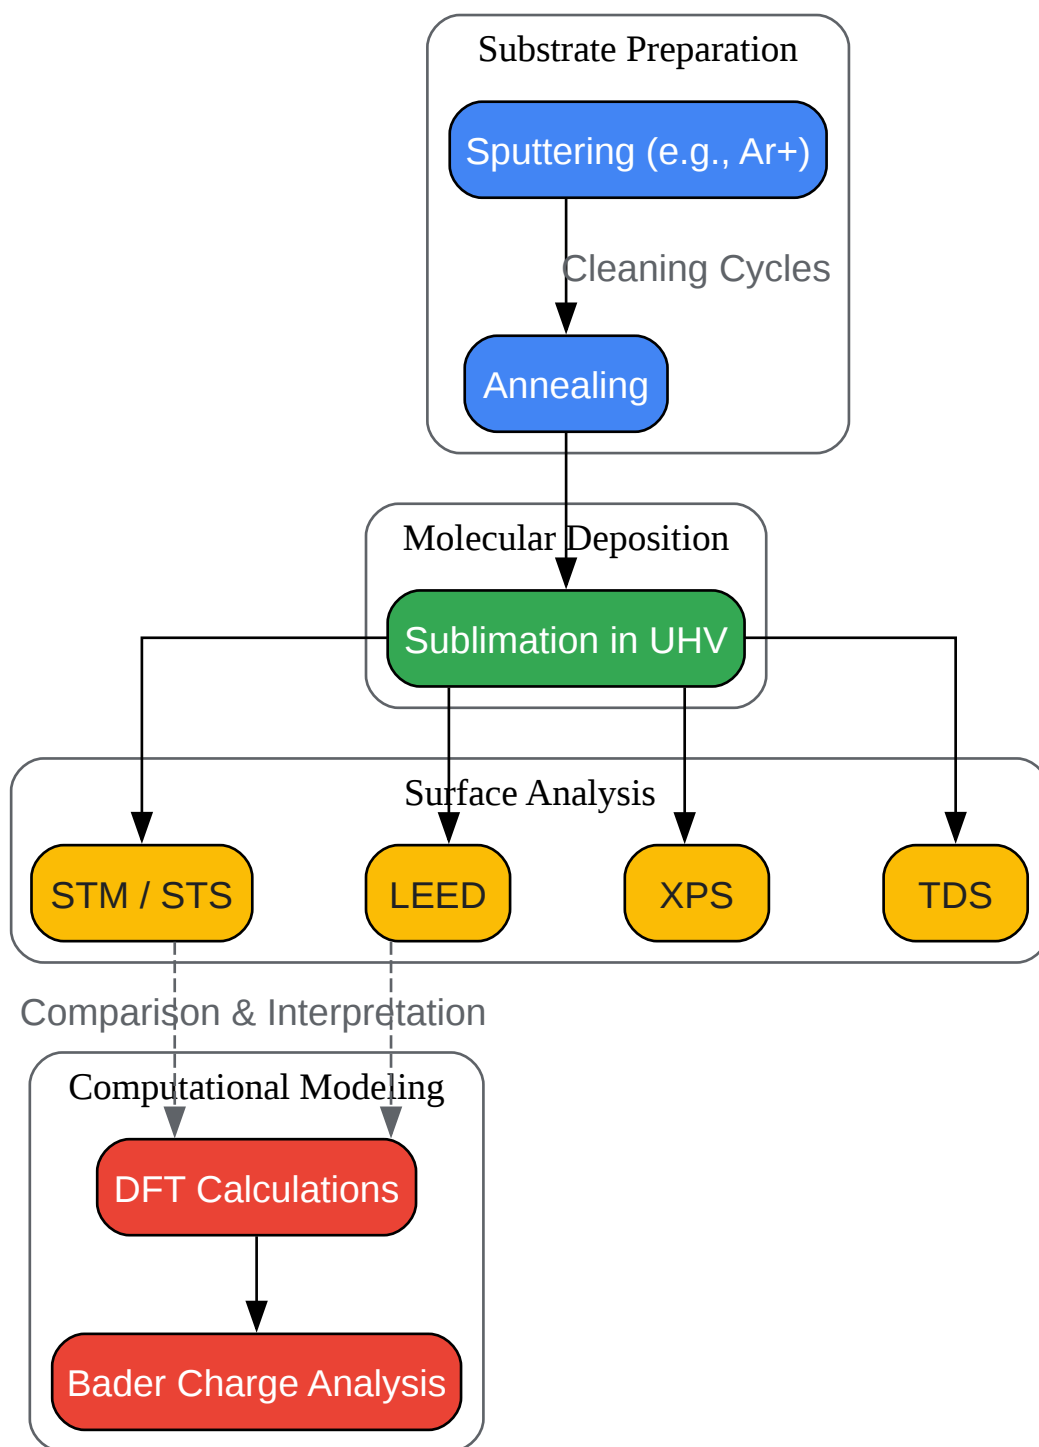 Substrate Preparation
Sputtering (e.g., Ar+)
Cleaning Cycles
Annealing
Molecular Deposition
Sublimation in UHV
Surface Analysis
STM / STS
LEED
XPS
TDS
Comparison & Interpretation
Computational Modeling
DFT Calculations
Bader Charge Analysis